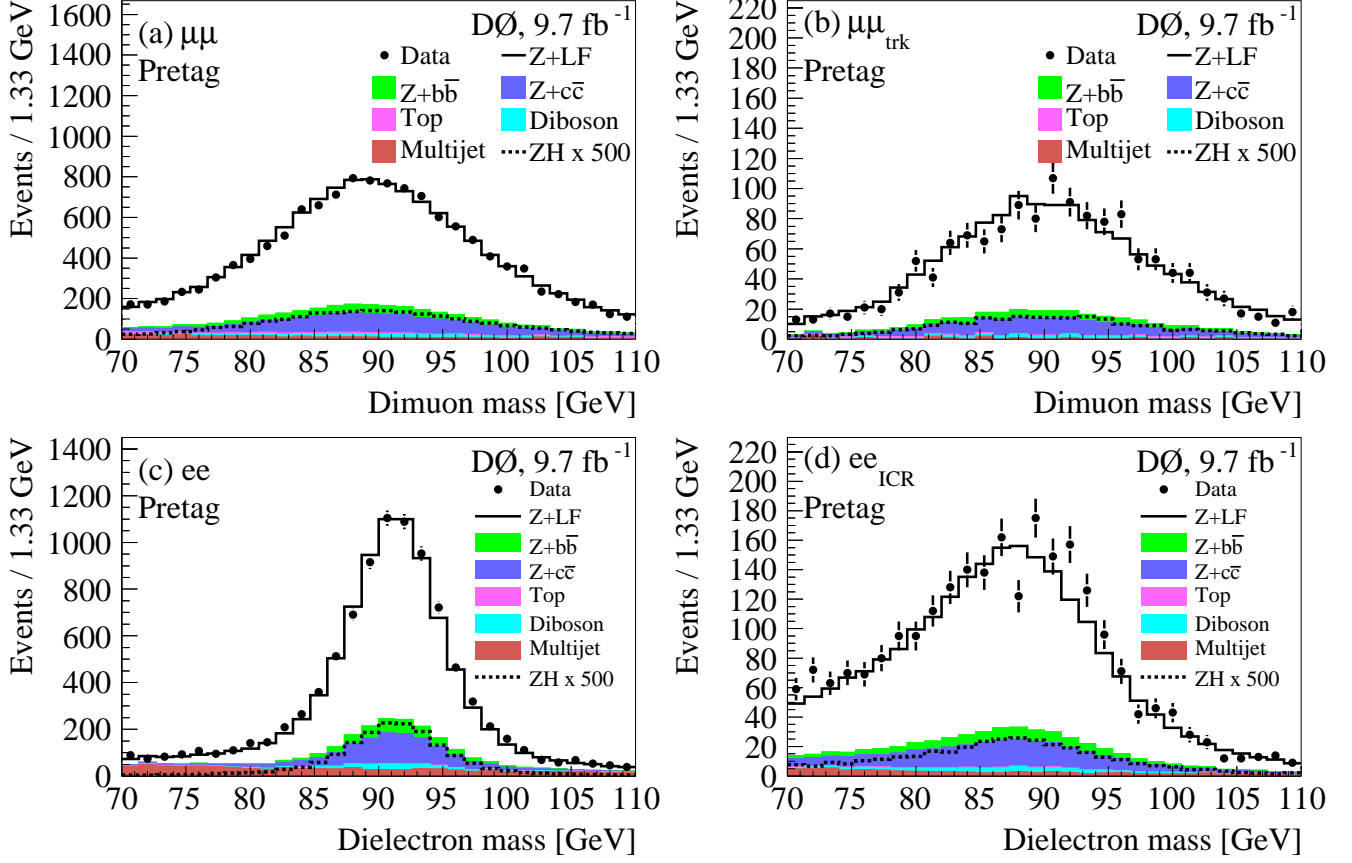 (a) μμ
Pretag
DØ, 9.7 fb⁻¹
Data
Z+LF
Z+bb̅
Z+cc̅
Top
Diboson
Multijet
ZH x 500
Events / 1.33 GeV
0
200
400
600
800
1000
1200
1400
1600
70 75 80 85 90 95 100 105 110
Dimuon mass [GeV]
(b) μμ_trk
Pretag
DØ, 9.7 fb⁻¹
Data
Z+LF
Z+bb̅
Z+cc̅
Top
Diboson
Multijet
ZH x 500
Events / 1.33 GeV
0
20
40
60
80
100
120
140
160
180
200
220
70 75 80 85 90 95 100 105 110
Dimuon mass [GeV]
(c) ee
Pretag
DØ, 9.7 fb⁻¹
Data
Z+LF
Z+bb̅
Z+cc̅
Top
Diboson
Multijet
ZH x 500
Events / 1.33 GeV
0
200
400
600
800
1000
1200
1400
70 75 80 85 90 95 100 105 110
Dielectron mass [GeV]
(d) ee_ICR
Pretag
DØ, 9.7 fb⁻¹
Data
Z+LF
Z+bb̅
Z+cc̅
Top
Diboson
Multijet
ZH x 500
Events / 1.33 GeV
0
20
40
60
80
100
120
140
160
180
200
220
70 75 80 85 90 95 100 105 110
Dielectron mass [GeV]